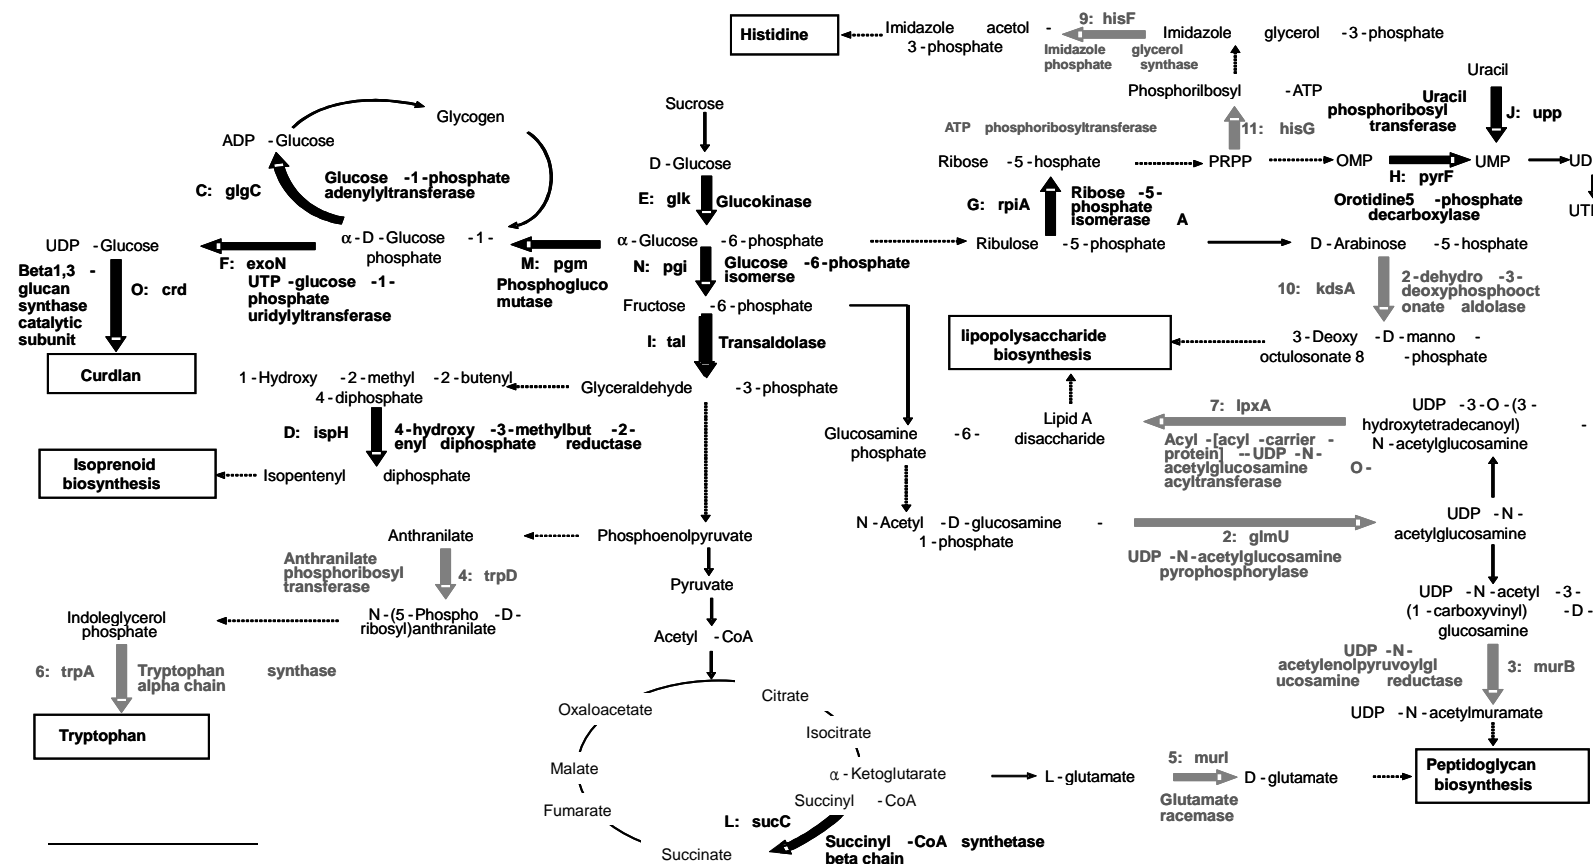 Histidine
Imidazole acetol -
3 -phosphate
9: hisF
Imidazole glycerol
phosphate synthase
Imidazole glycerol -3 -phosphate
Phosphorilbosyl -ATP
Uracil
Uracil
phosphoribosyl
transferase
J: upp
ATP phosphoribosyltransferase
11: hisG
Ribose -5 -hosphate
PRPP
OMP
UMP
UD
H: pyrF
Orotidine5 -phosphate
decarboxylase
UTI
G: rpiA
Ribose -5-
phosphate
isomerase A
Ribulose -5 -phosphate
D -Arabinose -5 -hosphate
10: kdsA
2-dehydro -3-
deoxyphosphooct
onate aldolase
3 -Deoxy -D -manno -
octulosonate 8 -phosphate
lipopolysaccharide
biosynthesis
Sucrose
D -Glucose
E: glk
Glucokinase
α -Glucose -6 -phosphate
N: pgi
Glucose -6-phosphate
isomerse
Fructose -6 -phosphate
I: tal
Transaldolase
Glyceraldehyde -3 -phosphate
Glycogen
ADP -Glucose
C: glgC
Glucose -1-phosphate
adenylyltransferase
α -D -Glucose -1 -
phosphate
M: pgm
Phosphogluco
mutase
UDP -Glucose
F: exoN
UTP -glucose -1-
phosphate
uridylyltransferase
Beta1,3 -
glucan
synthase
catalytic
subunit
O: crd
Curdlan
1 -Hydroxy -2 -methyl -2 -butenyl
4 -diphosphate
D: ispH
4-hydroxy -3-methylbut -2-
enyl diphosphate reductase
Isoprenoid
biosynthesis
Isopentenyl diphosphate
Glucosamine -6 -
phosphate
N -Acetyl -D -glucosamine -
1 -phosphate
Lipid A
disaccharide
7: lpxA
Acyl -[acyl -carrier -
protein] --UDP -N-
acetylglucosamine O-
acyltransferase
UDP -3 -O -(3 -
hydroxytetradecanoyl) -
N -acetylglucosamine
2: glmU
UDP -N-acetylglucosamine
pyrophosphorylase
UDP -N -
acetylglucosamine
UDP -N -acetyl -3 -
(1 -carboxyvinyl) -D -
glucosamine
UDP -N-
acetylenolpyruvoylgl
ucosamine reductase
3: murB
UDP -N -acetylmuramate
Peptidoglycan
biosynthesis
Anthranilate
Phosphoenolpyruvate
Anthranilate
phosphoribosyl
transferase
4: trpD
N -(5 -Phospho -D -
ribosyl)anthranilate
Indoleglycerol
phosphate
6: trpA
Tryptophan synthase
alpha chain
Tryptophan
Pyruvate
Acetyl -CoA
Citrate
Oxaloacetate
Isocitrate
Malate
α -Ketoglutarate
Fumarate
Succinyl -CoA
L: sucC
Succinyl -CoA synthetase
beta chain
Succinate
L -glutamate
5: murI
Glutamate
racemase
D -glutamate